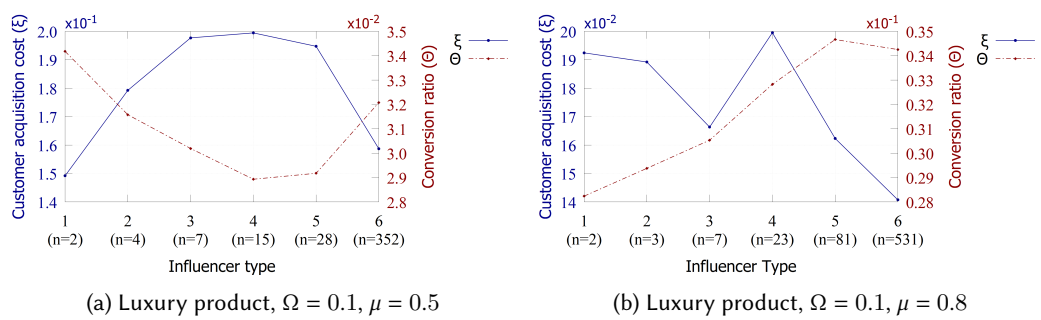 x10⁻¹
x10⁻²
2.0
1.9
1.8
1.7
1.6
1.5
1.4
Customer acquisition cost (ξ)
3.5
3.4
3.3
3.2
3.1
3.0
2.9
2.8
Conversion ratio (Θ)
ξ
Θ
1 2 3 4 5 6
(n=2) (n=4) (n=7) (n=15) (n=28) (n=352)
Influencer type
(a) Luxury product, Ω = 0.1, μ = 0.5
x10⁻²
x10⁻¹
20
19
18
17
16
15
14
Customer acquisition cost (ξ)
0.35
0.34
0.33
0.32
0.31
0.30
0.29
0.28
Conversion ratio (Θ)
ξ
Θ
1 2 3 4 5 6
(n=2) (n=3) (n=7) (n=23) (n=81) (n=531)
Influencer Type
(b) Luxury product, Ω = 0.1, μ = 0.8